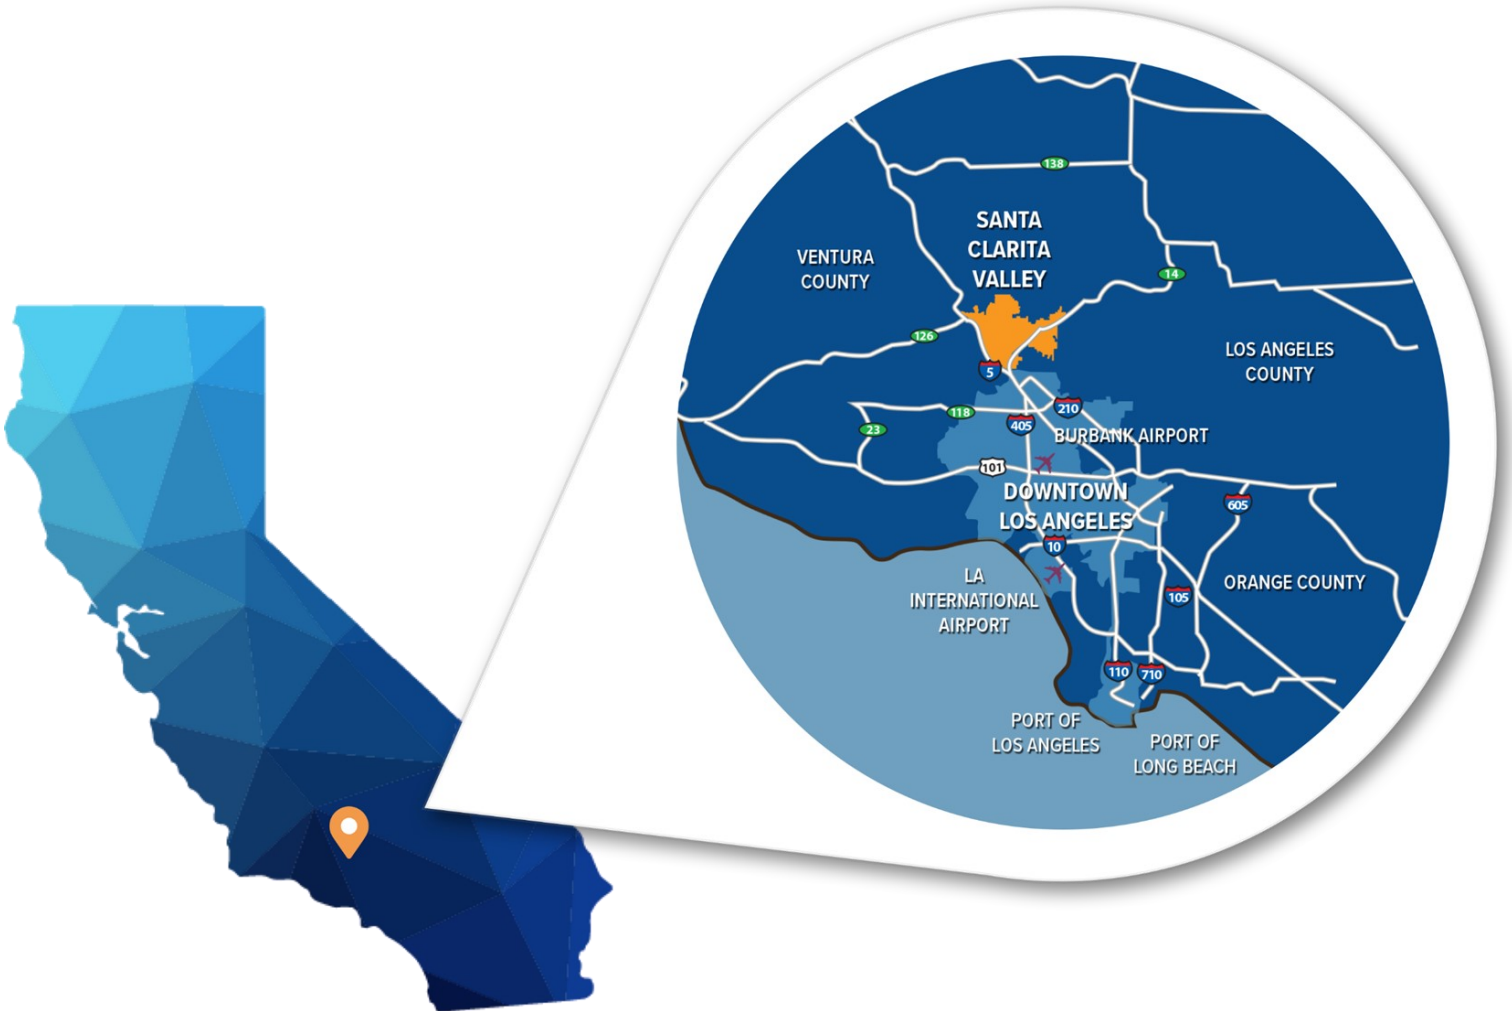 138
SANTA
CLARITA
VALLEY
VENTURA
COUNTY
14
126
LOS ANGELES
COUNTY
5
118
210
23
405
BURBANK AIRPORT
101
DOWNTOWN
LOS ANGELES
605
10
LA
INTERNATIONAL
AIRPORT
ORANGE COUNTY
105
110
710
PORT OF
LOS ANGELES
PORT OF
LONG BEACH